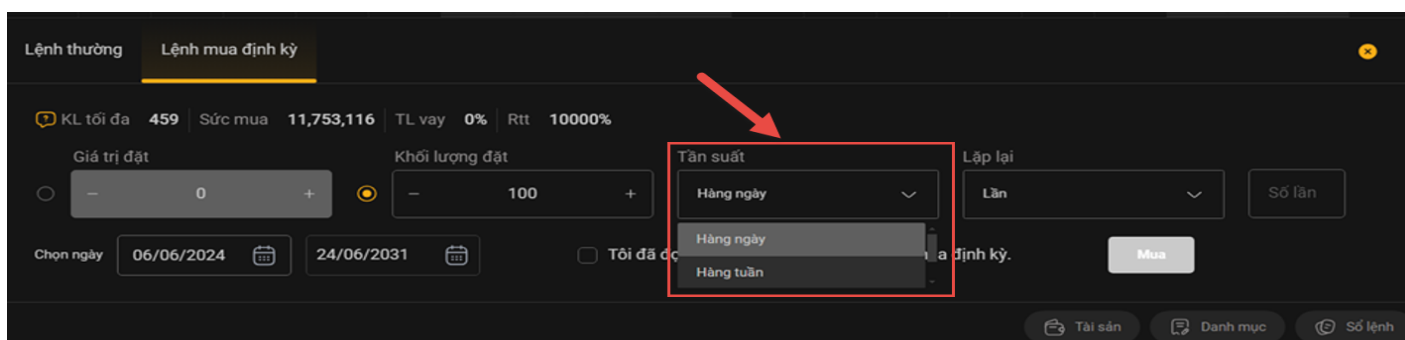 Lệnh thường Lệnh mua định kỳ
KL tối đa 459 Sức mua 11,753,116 TL vay 0% Rtt 10000%
Giá trị đặt Khối lượng đặt Tần suất Lặp lại
− 0 + − 100 + Hàng ngày Lần Số lần
Hàng ngày
Chọn ngày 06/06/2024 24/06/2031 Tôi đã định kỳ. Mua
Hàng tuần
Tài sản Danh mục Sổ lệnh